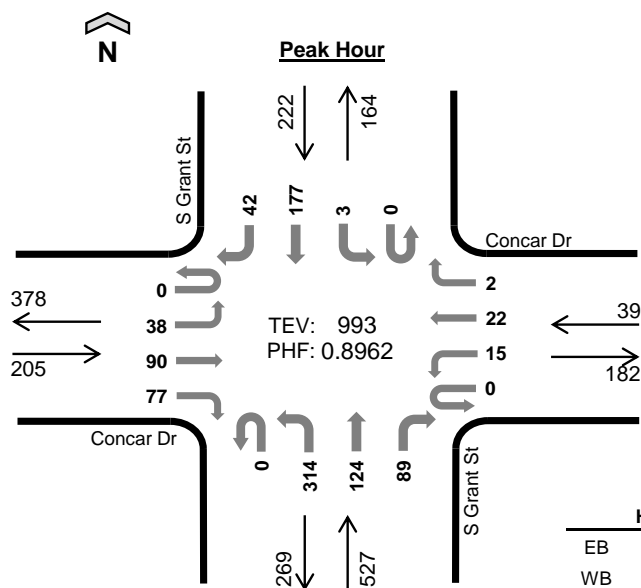 N
Peak Hour
222
164
S Grant St
42
177
3
0
Concar Dr
378
0
2
39
38
TEV: 993
22
205
90
PHF: 0.8962
15
182
77
0
Concar Dr
0
314
124
89
S Grant St
269
527
H
EB
WB